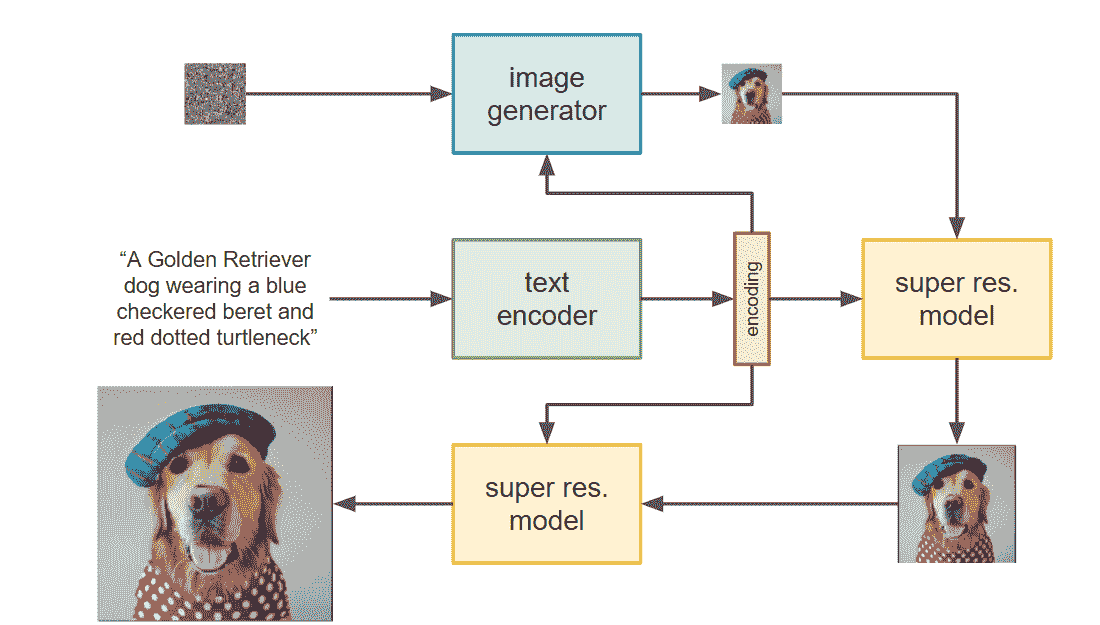 image
generator
“A Golden Retriever
dog wearing a blue
checkered beret and
red dotted turtleneck”
text
encoder
encoding
super res.
model
super res.
model